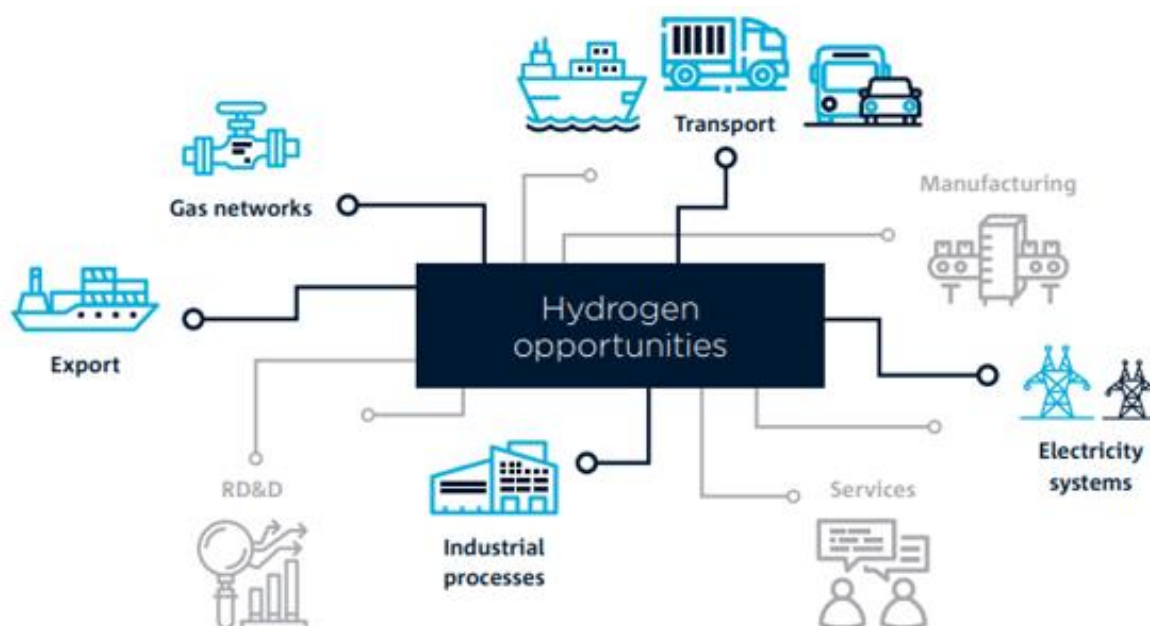 Transport
Manufacturing
Gas networks
Hydrogen
opportunities
Export
Electricity
systems
RD&D
Services
Industrial
processes